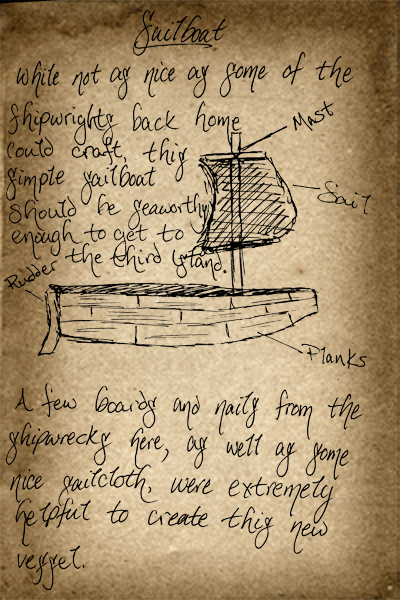 Sailboat
While not as nice as some of the
shipwrights back home
Mast
could craft, this
simple sailboat
Sail
should be seaworthy
enough to get to
the third island.
Rudder
Planks
A few boards and nails from the
shipwrecks here, as well as some
nice sailcloth, were extremely
helpful to create this new
vessel.